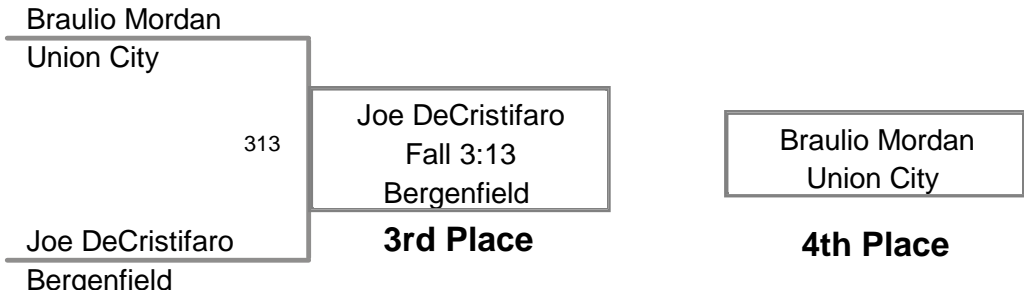 Braulio Mordan
Union City
313
Joe DeCristifaro
Bergenfield
Joe DeCristifaro
Fall 3:13
Bergenfield
3rd Place
Braulio Mordan
Union City
4th Place